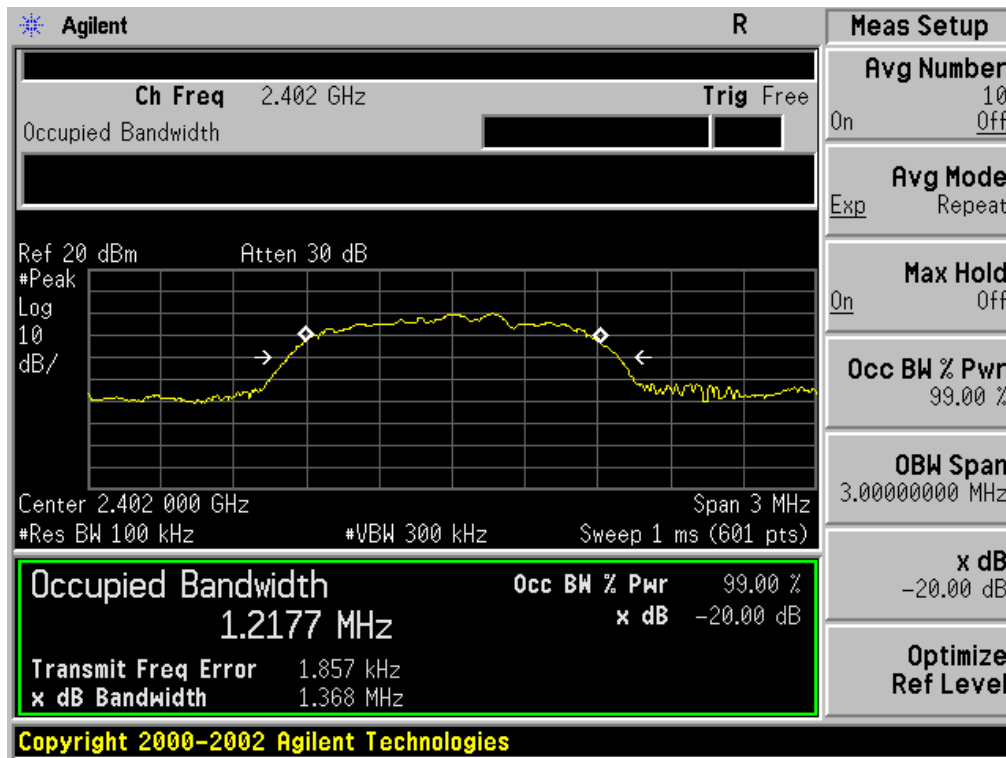 Agilent R Meas Setup
Ch Freq 2.402 GHz Trig Free
Occupied Bandwidth
Avg Number
10
On Off
Avg Mode
Exp Repeat
Max Hold
On Off
Occ BW % Pwr
99.00 %
OBW Span
3.00000000 MHz
x dB
-20.00 dB
Optimize
Ref Level
Ref 20 dBm Atten 30 dB
#Peak
Log
10
dB/
Center 2.402 000 GHz Span 3 MHz
#Res BW 100 kHz #VBW 300 kHz Sweep 1 ms (601 pts)
Occupied Bandwidth Occ BW % Pwr 99.00 %
1.2177 MHz x dB -20.00 dB
Transmit Freq Error 1.857 kHz
x dB Bandwidth 1.368 MHz
Copyright 2000-2002 Agilent Technologies